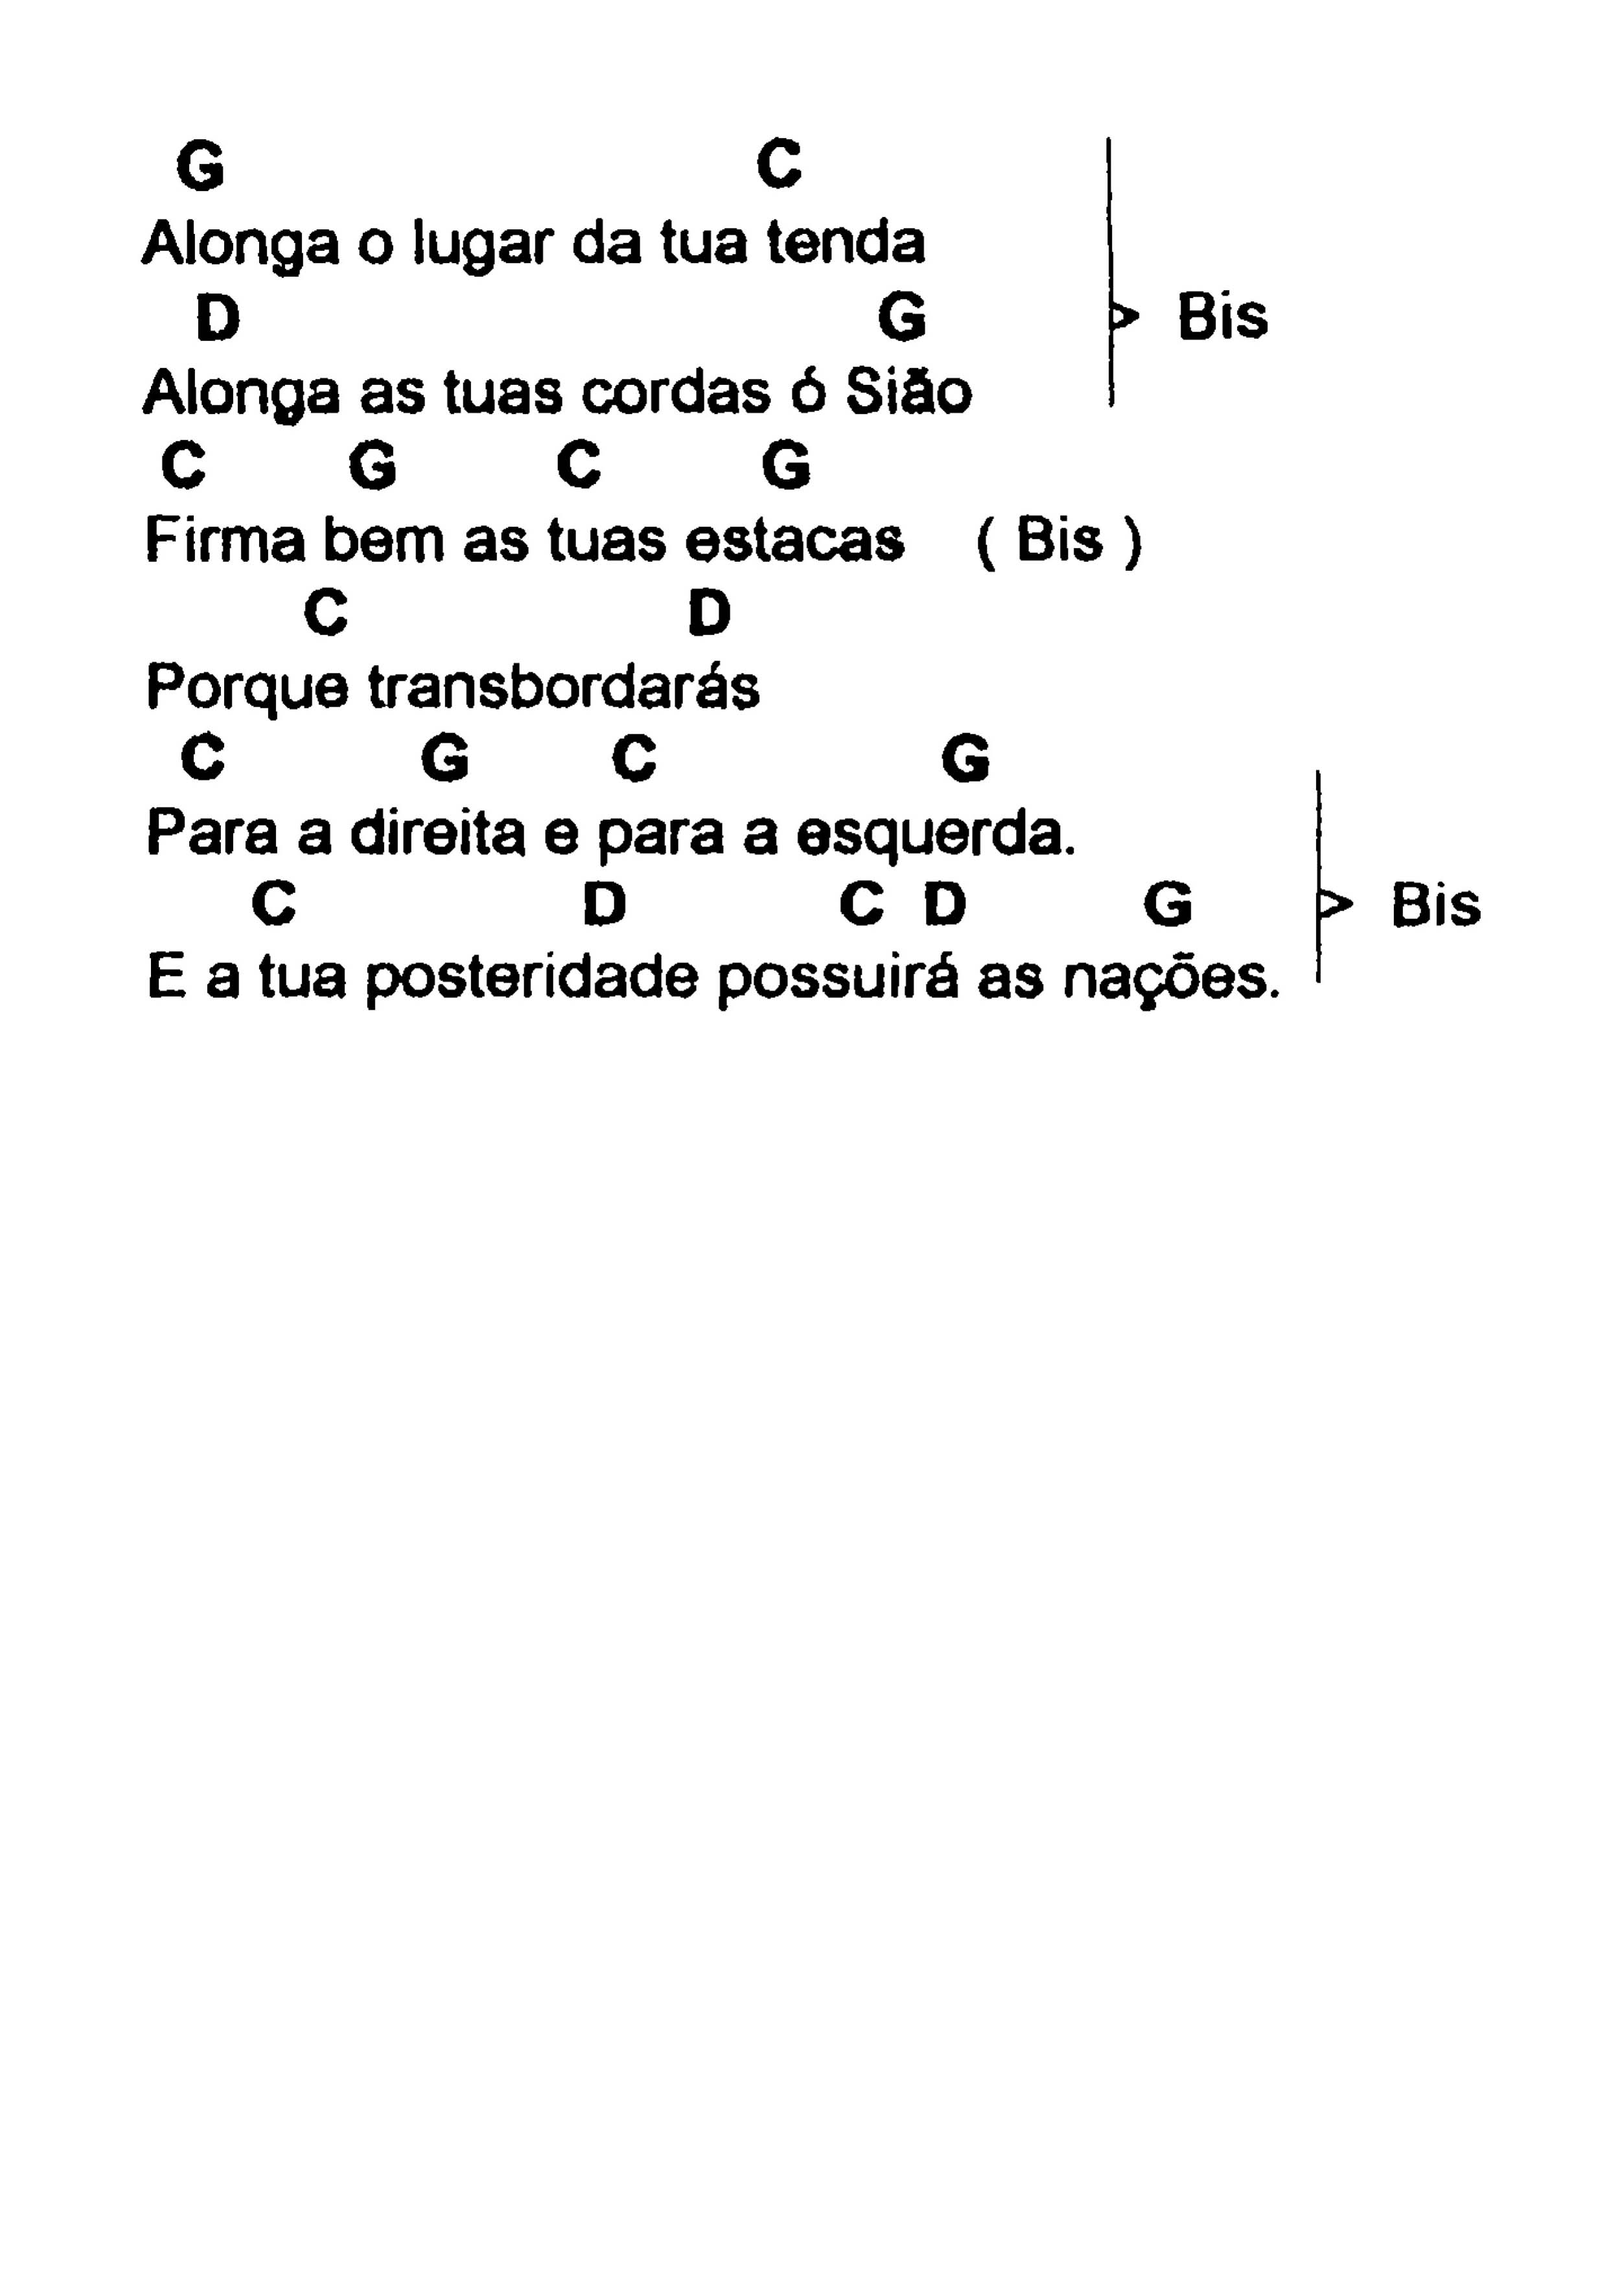 G C
Alonga o lugar da tua tenda
D G > Bis
Alonga as tuas cordas ó Sião
C G C G
Firma bem as tuas estacas ( Bis )
C D
Porque transbordarás
C G C G
Para a direita e para a esquerda.
C D C D G > Bis
E a tua posteridade possuirá as nações.